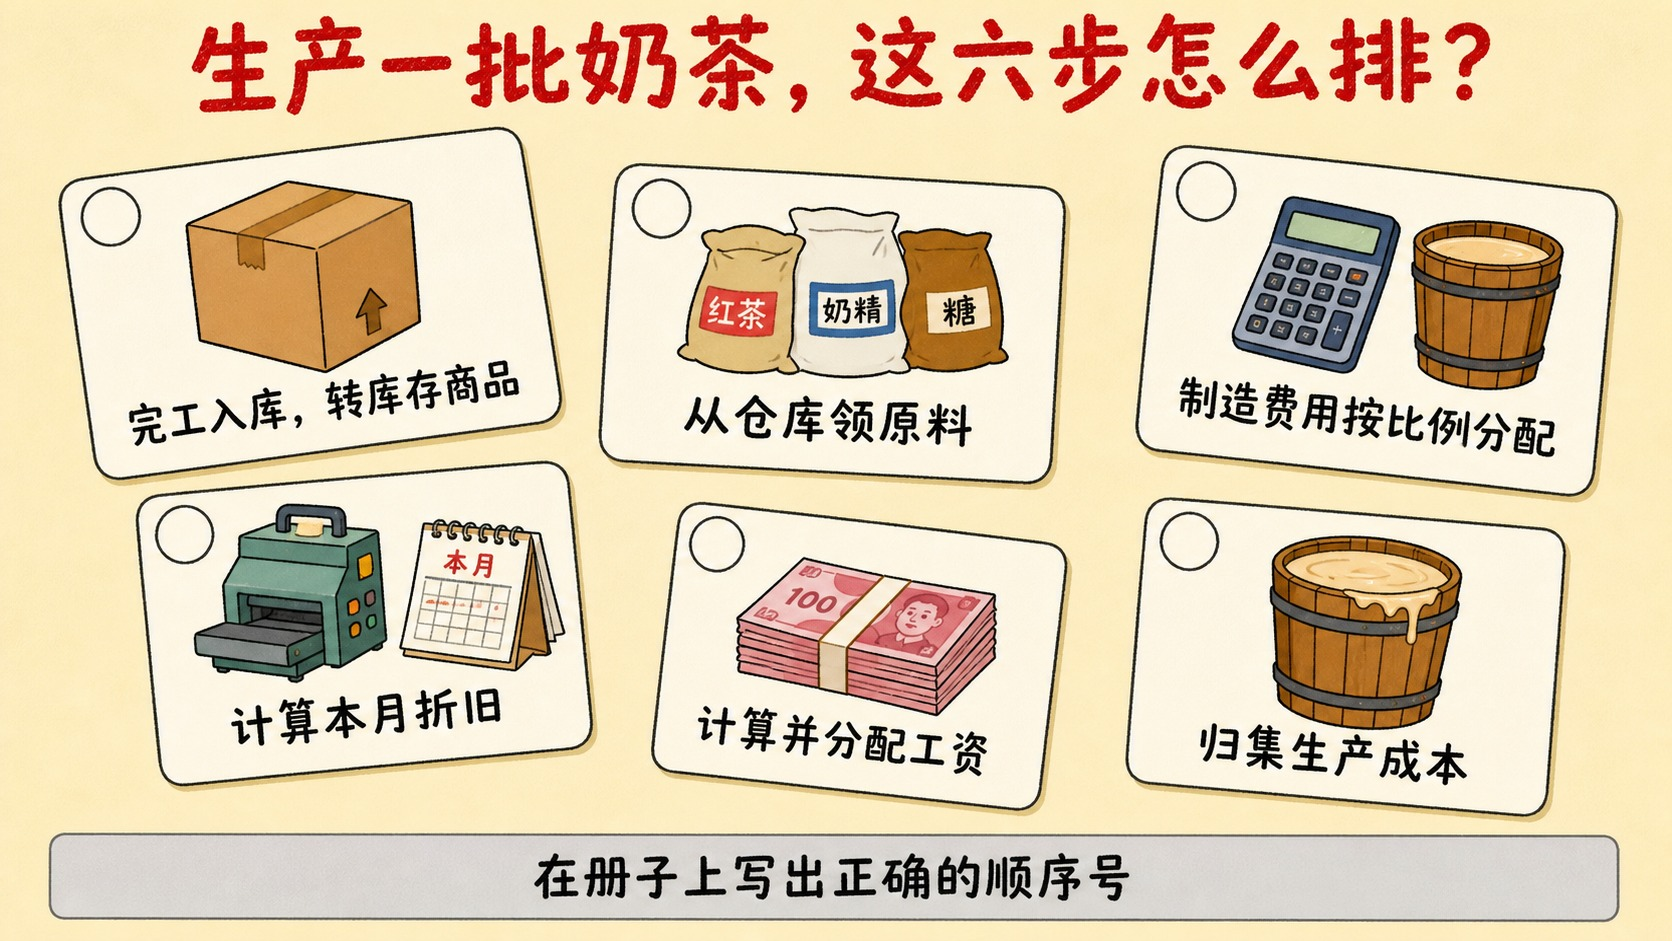 生产一批奶茶，这六步怎么排？
完工入库，转库存商品
红茶
奶精
糖
从仓库领原料
制造费用按比例分配
本月
计算本月折旧
100
计算并分配工资
归集生产成本
在册子上写出正确的顺序号